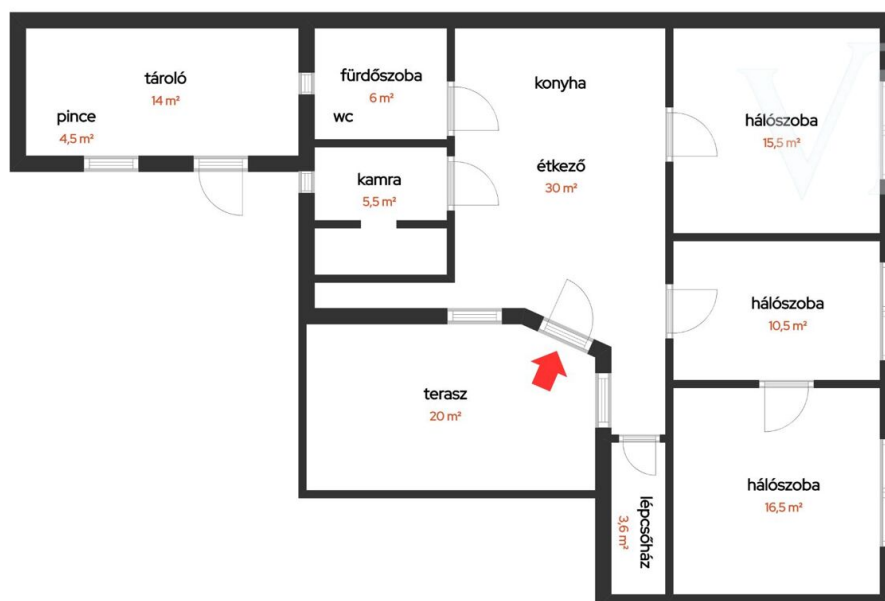 tároló
14 m²
pince
4,5 m²
fürdőszoba
6 m²
wc
konyha
étkező
30 m²
kamra
5,5 m²
hálószoba
15,5 m²
hálószoba
10,5 m²
terasz
20 m²
hálószoba
16,5 m²
lépcsőház
3,6 m²